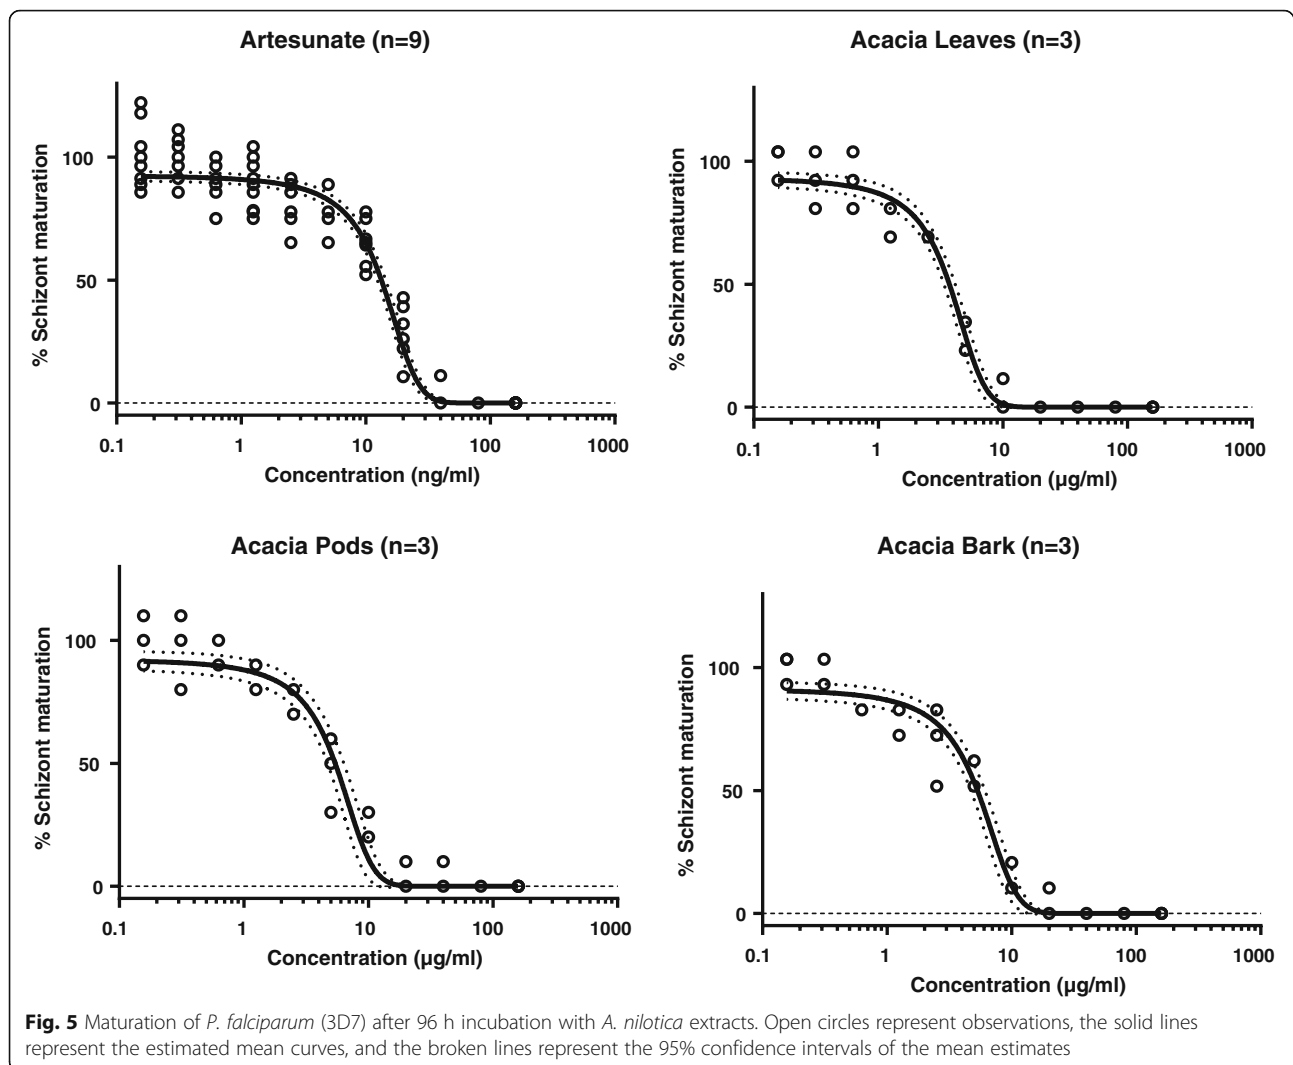 Artesunate (n=9)
% Schizont maturation
100
50
0
0.1 1 10 100 1000
Concentration (ng/ml)
Acacia Leaves (n=3)
% Schizont maturation
100
50
0
0.1 1 10 100 1000
Concentration (µg/ml)
Acacia Pods (n=3)
% Schizont maturation
100
50
0
0.1 1 10 100 1000
Concentration (µg/ml)
Acacia Bark (n=3)
% Schizont maturation
100
50
0
0.1 1 10 100 1000
Concentration (µg/ml)
Fig. 5 Maturation of P. falciparum (3D7) after 96 h incubation with A. nilotica extracts. Open circles represent observations, the solid lines
represent the estimated mean curves, and the broken lines represent the 95% confidence intervals of the mean estimates